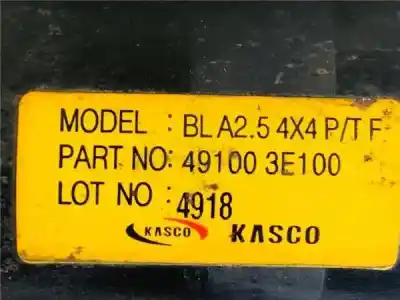 MODEL : BL A2.5 4X4 P/T F
PART NO: 49100 3E100
LOT NO : 4918
KASCO KASCO